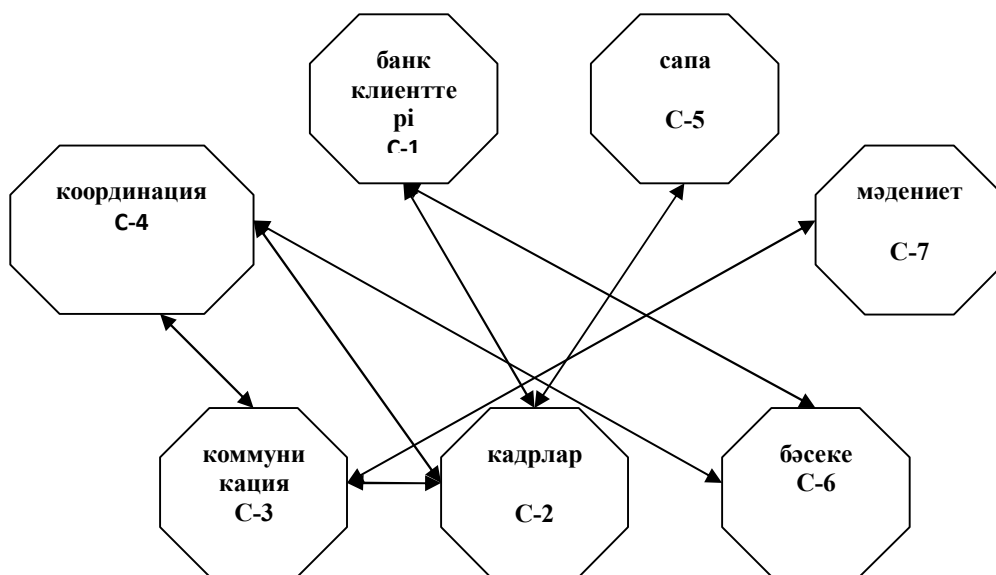 банк
клиентте
рі
С-1
сапа
С-5
координация
С-4
мәдениет
С-7
коммуни
кация
С-3
кадрлар
С-2
бәсеке
С-6